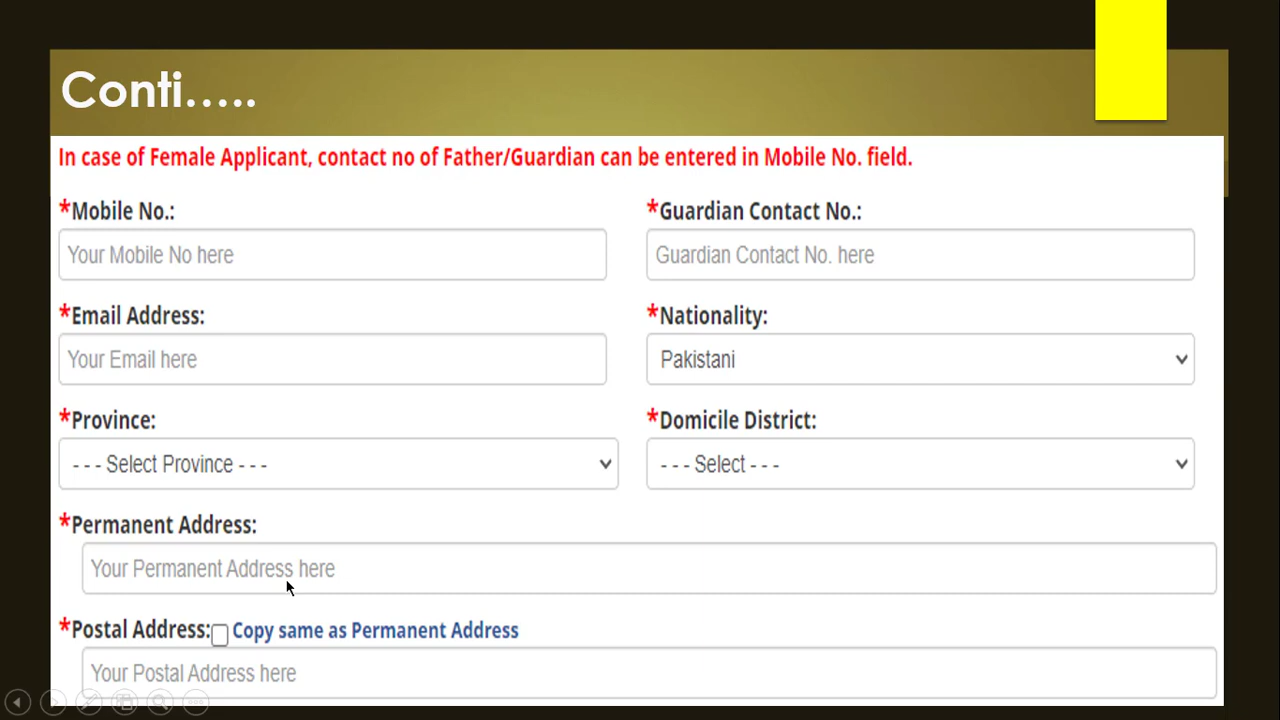 Conti…..
In case of Female Applicant, contact no of Father/Guardian can be entered in Mobile No. field.
*Mobile No.: *Guardian Contact No.:
Your Mobile No here Guardian Contact No. here
*Email Address: *Nationality:
Your Email here Pakistani
*Province: *Domicile District:
- - - Select Province - - - - - - Select - - -
*Permanent Address:
Your Permanent Address here
*Postal Address: Copy same as Permanent Address
Your Postal Address here